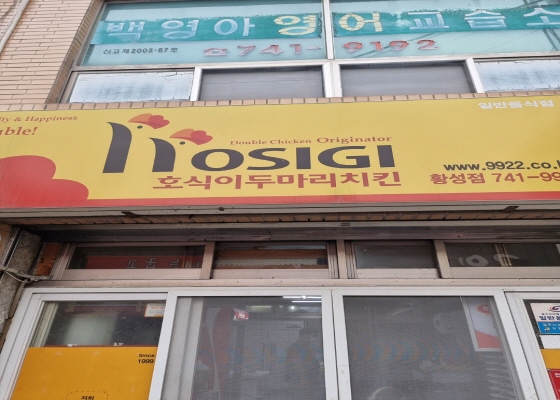 백영아 영어 교습소
신고 제2003-87호
☎741-9192
ity & Happiness
uble!
일반음식점
Double Chicken Originator
HOSIGI
www.9922.co.
호식이두마리치킨
황성점 741-99
Since
1999